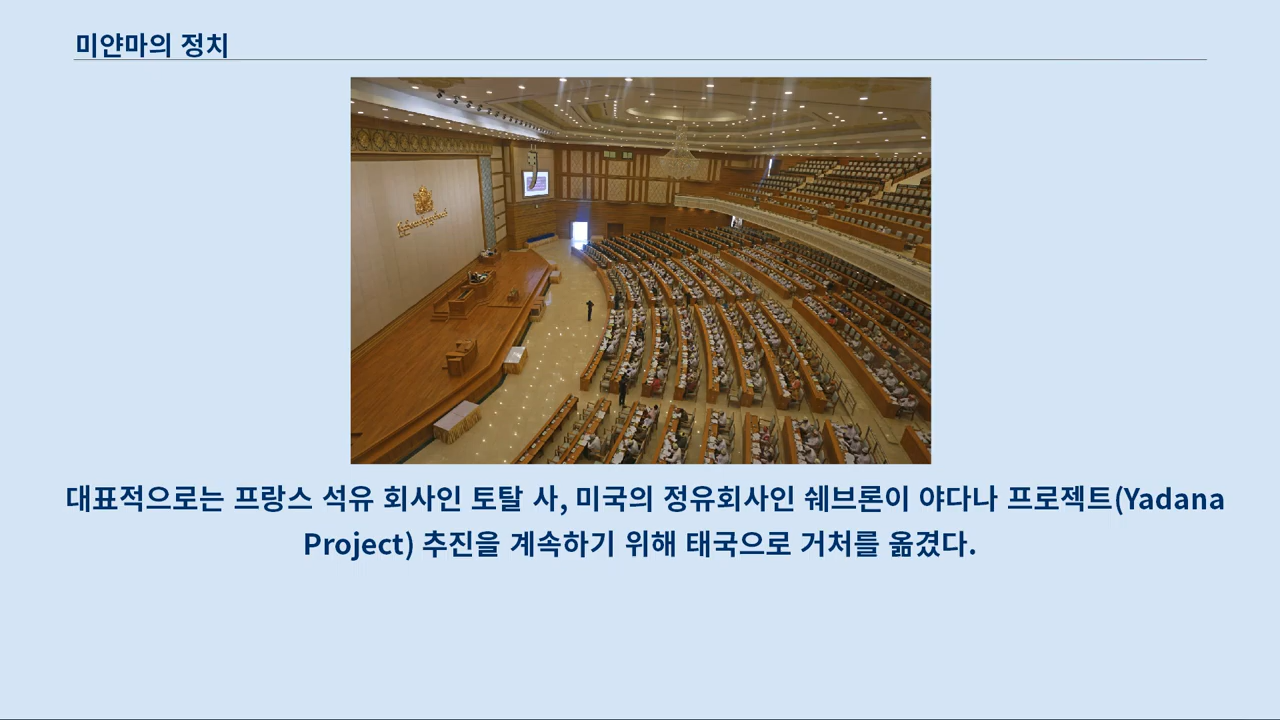 미얀마의 정치
대표적으로는 프랑스 석유 회사인 토탈 사, 미국의 정유회사인 쉐브론이 야다나 프로젝트(Yadana
Project) 추진을 계속하기 위해 태국으로 거처를 옮겼다.